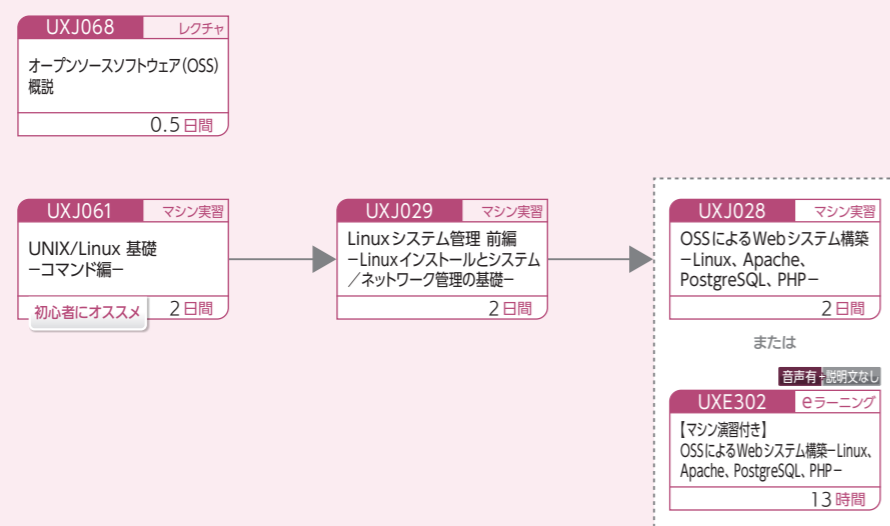 UXJ068 レクチャ
オープンソースソフトウェア(OSS)
概説
0.5日間
UXJ061 マシン実習
UNIX/Linux 基礎
－コマンド編－
初心者にオススメ 2日間
UXJ029 マシン実習
Linuxシステム管理 前編
－Linuxインストールとシステム
／ネットワーク管理の基礎－
2日間
UXJ028 マシン実習
OSSによるWebシステム構築
－Linux、Apache、
PostgreSQL、PHP－
2日間
または
音声有+説明文なし
UXE302 eラーニング
【マシン演習付き】
OSSによるWebシステム構築－Linux、
Apache、PostgreSQL、PHP－
13時間